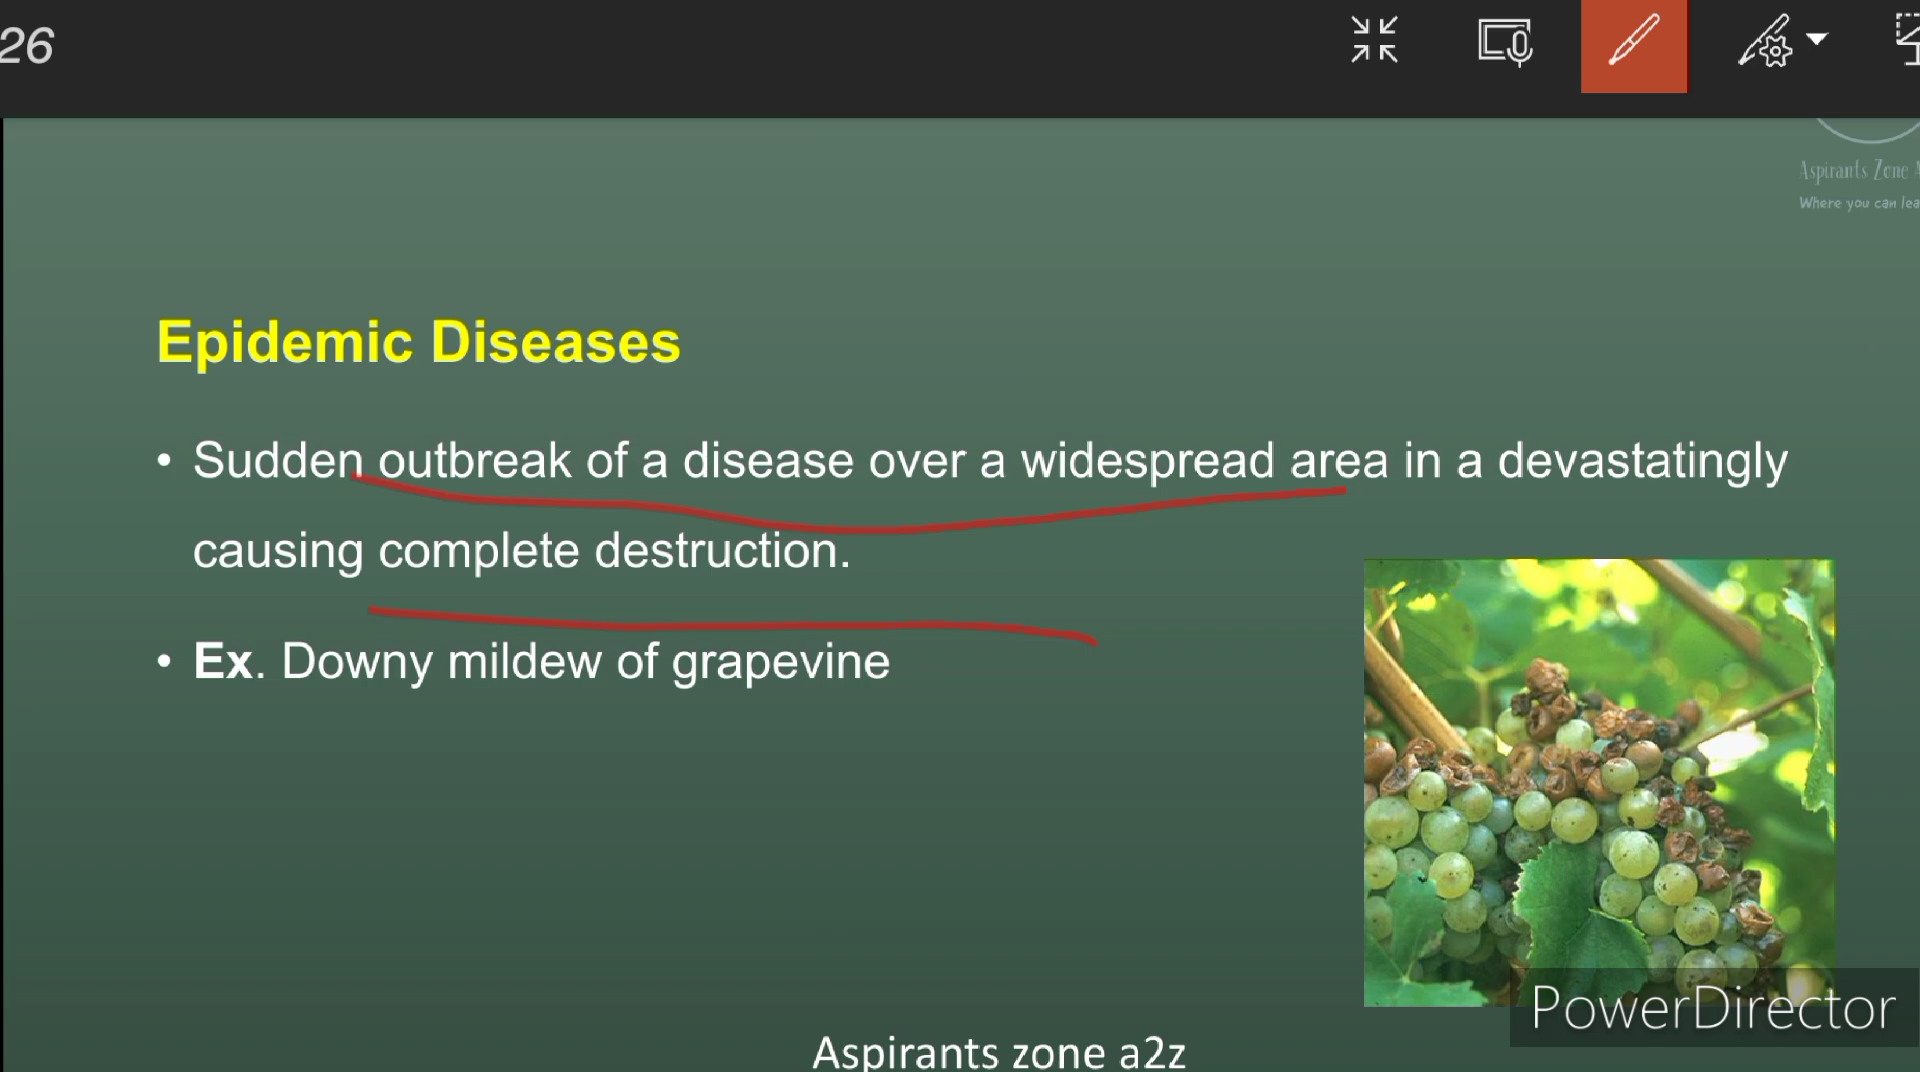 26
Aspirants Zone
Where you can
Epidemic Diseases
• Sudden outbreak of a disease over a widespread area in a devastatingly
causing complete destruction.
• Ex. Downy mildew of grapevine
PowerDirector
Aspirants zone a2z